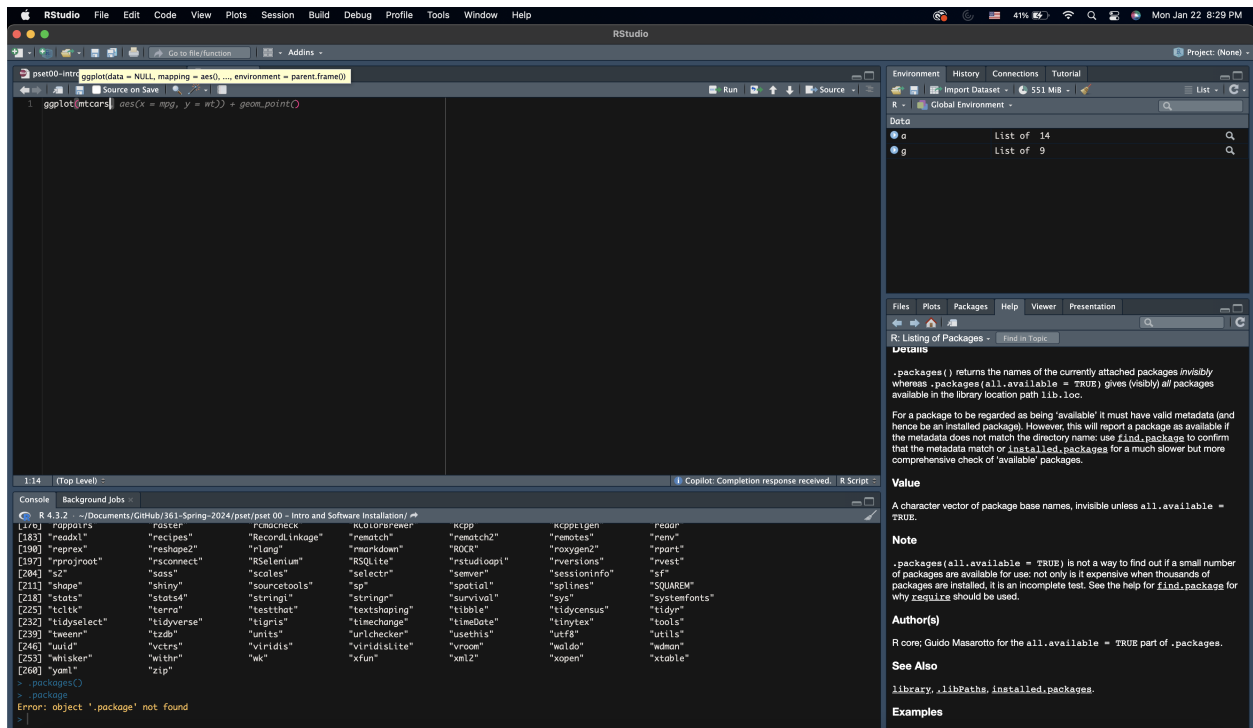 RStudio File Edit Code View Plots Session Build Debug Profile Tools Window Help 41% Mon Jan 22 8:29 PM
RStudio
Go to file/function Addins Project: (None)
pset00-intro
ggplot(data = NULL, mapping = aes(), ..., environment = parent.frame())
Source on Save Run Source
1 ggplot(mtcars, aes(x = mpg, y = wt)) + geom_point()
1:14 (Top Level) Copilot: Completion response received. R Script
Console Background Jobs
R 4.3.2 · ~/Documents/GitHub/361-Spring-2024/pset/pset 00 - Intro and Software Installation/
[176] "rappdirs" "raster" "rcmdcheck" "RColorBrewer" "Rcpp" "RcppEigen" "readr"
[183] "readxl" "recipes" "RecordLinkage" "rematch" "rematch2" "remotes" "renv"
[190] "reprex" "reshape2" "rlang" "rmarkdown" "ROCR" "roxygen2" "rpart"
[197] "rprojroot" "rsconnect" "RSelenium" "RSQLite" "rstudioapi" "rversions" "rvest"
[204] "s2" "sass" "scales" "selectr" "semver" "sessioninfo" "sf"
[211] "shape" "shiny" "sourcetools" "sp" "spatial" "splines" "SQUAREM"
[218] "stats" "stats4" "stringi" "stringr" "survival" "sys" "systemfonts"
[225] "tcltk" "terra" "testthat" "textshaping" "tibble" "tidycensus" "tidyr"
[232] "tidyselect" "tidyverse" "tigris" "timechange" "timeDate" "tinytex" "tools"
[239] "tweenr" "tzdb" "units" "urlchecker" "usethis" "utf8" "utils"
[246] "uuid" "vctrs" "viridis" "viridisLite" "vroom" "waldo" "wdman"
[253] "whisker" "withr" "wk" "xfun" "xml2" "xopen" "xtable"
[260] "yaml" "zip"
> .packages()
> .package
Error: object '.package' not found
>
Environment History Connections Tutorial
Import Dataset 551 MiB List
R Global Environment
Data
a List of 14
g List of 9
Files Plots Packages Help Viewer Presentation
R: Listing of Packages Find in Topic
Details
.packages() returns the names of the currently attached packages invisibly
whereas .packages(all.available = TRUE) gives (visibly) all packages
available in the library location path lib.loc.
For a package to be regarded as being ‘available’ it must have valid metadata (and
hence be an installed package). However, this will report a package as available if
the metadata does not match the directory name: use find.package to confirm
that the metadata match or installed.packages for a much slower but more
comprehensive check of ‘available’ packages.
Value
A character vector of package base names, invisible unless all.available =
TRUE.
Note
.packages(all.available = TRUE) is not a way to find out if a small number
of packages are available for use: not only is it expensive when thousands of
packages are installed, it is an incomplete test. See the help for find.package for
why require should be used.
Author(s)
R core; Guido Masarotto for the all.available = TRUE part of .packages.
See Also
library, .libPaths, installed.packages.
Examples